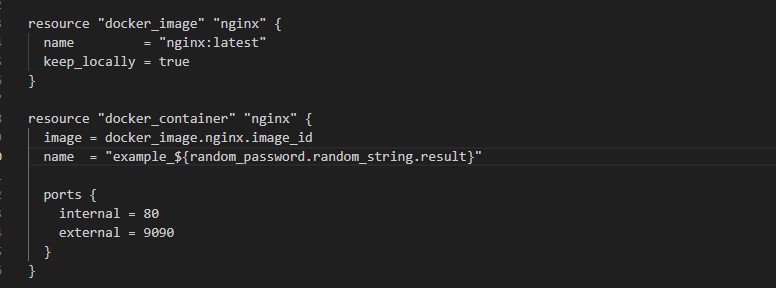 resource "docker_image" "nginx" {
  name         = "nginx:latest"
  keep_locally = true
}

resource "docker_container" "nginx" {
  image = docker_image.nginx.image_id
  name  = "example_${random_password.random_string.result}"

  ports {
    internal = 80
    external = 9090
  }
}